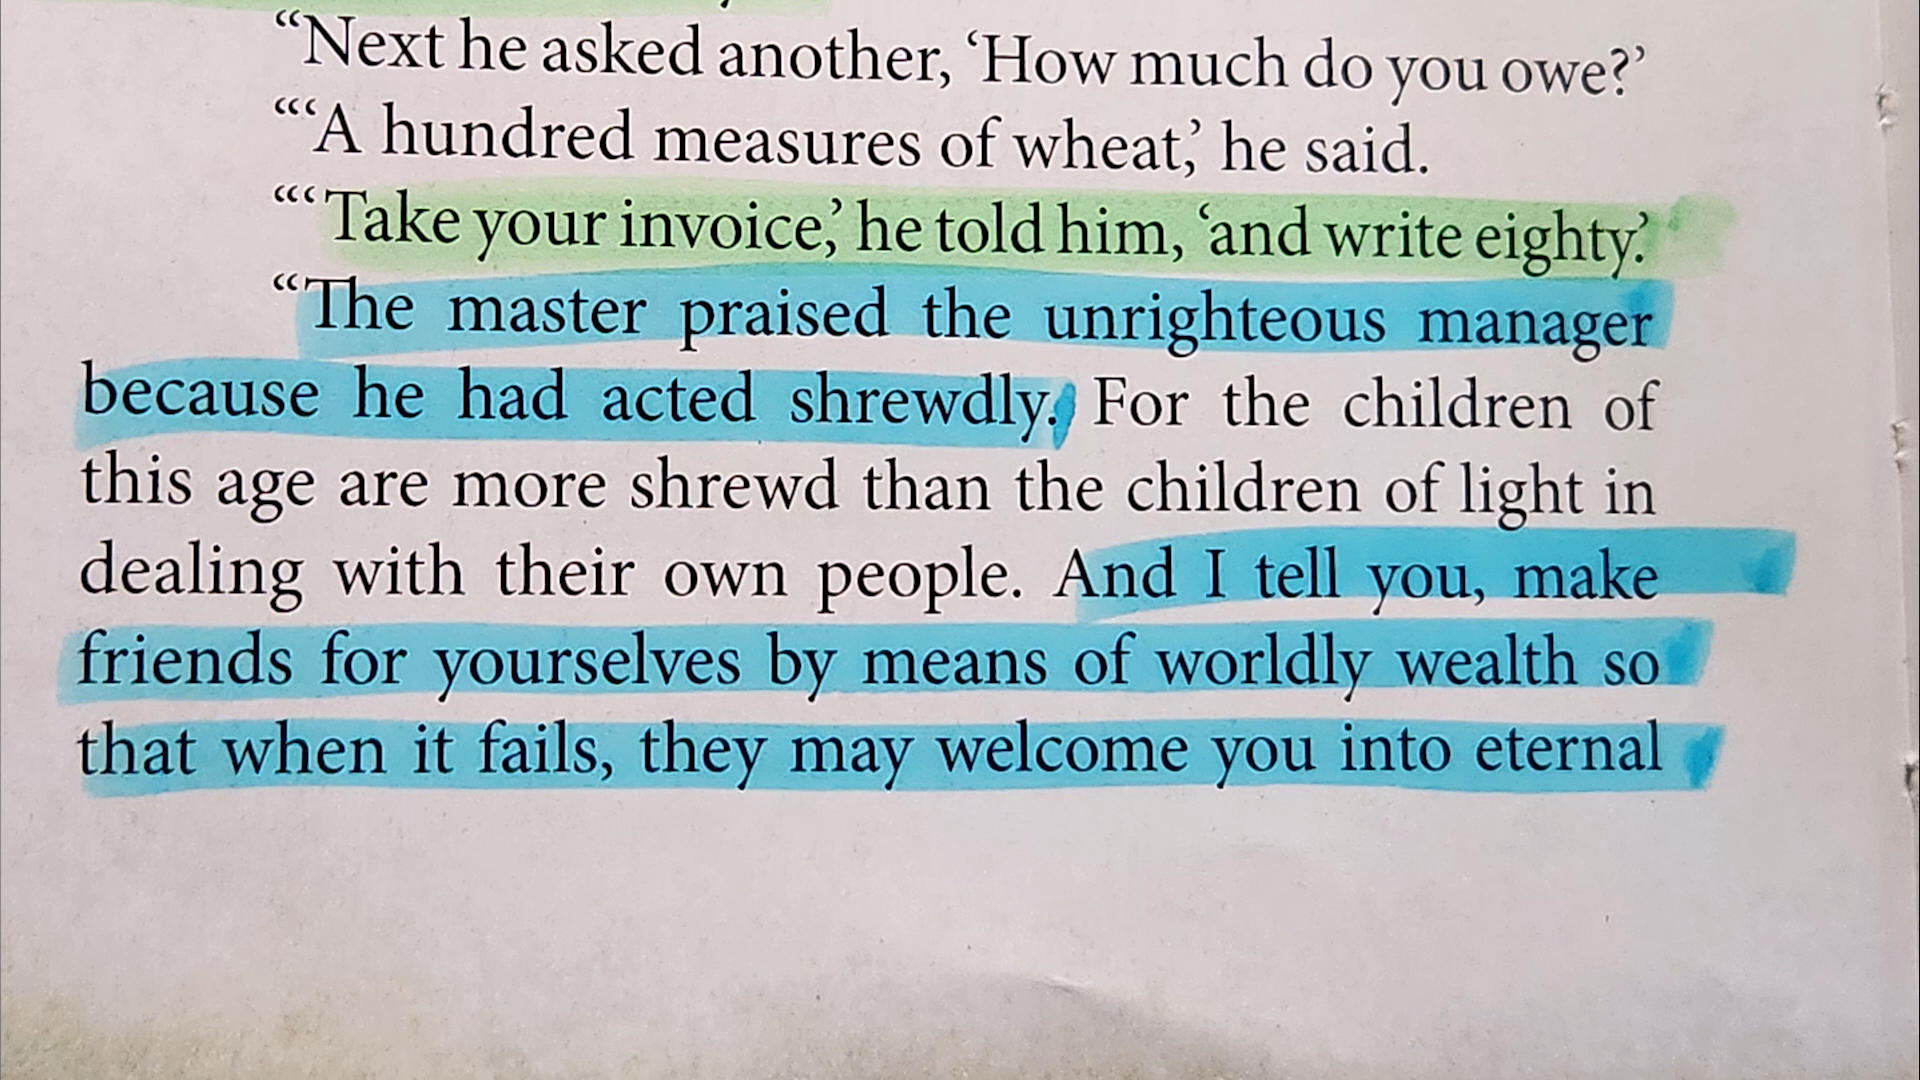 “Next he asked another, ‘How much do you owe?’
“‘A hundred measures of wheat,’ he said.
“‘Take your invoice,’ he told him, ‘and write eighty.’
“The master praised the unrighteous manager
because he had acted shrewdly. For the children of
this age are more shrewd than the children of light in
dealing with their own people. And I tell you, make
friends for yourselves by means of worldly wealth so
that when it fails, they may welcome you into eternal